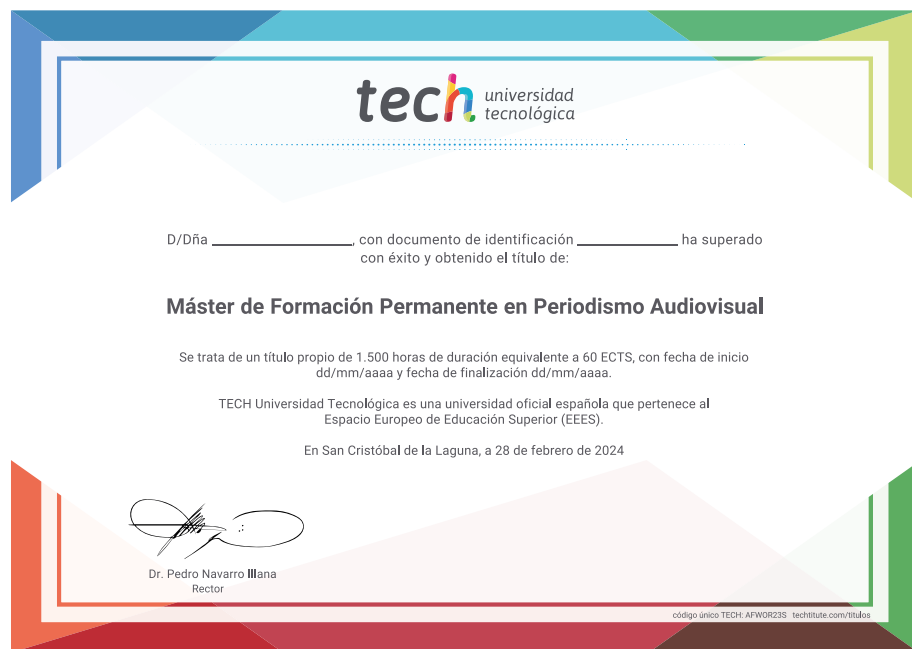 tech universidad
tecnológica
D/Dña ________________, con documento de identificación ____________ ha superado
con éxito y obtenido el título de:
Máster de Formación Permanente en Periodismo Audiovisual
Se trata de un título propio de 1.500 horas de duración equivalente a 60 ECTS, con fecha de inicio
dd/mm/aaaa y fecha de finalización dd/mm/aaaa.
TECH Universidad Tecnológica es una universidad oficial española que pertenece al
Espacio Europeo de Educación Superior (EEES).
En San Cristóbal de la Laguna, a 28 de febrero de 2024
Dr. Pedro Navarro Illana
Rector
código único TECH: AFWOR23S techtitute.com/titulos